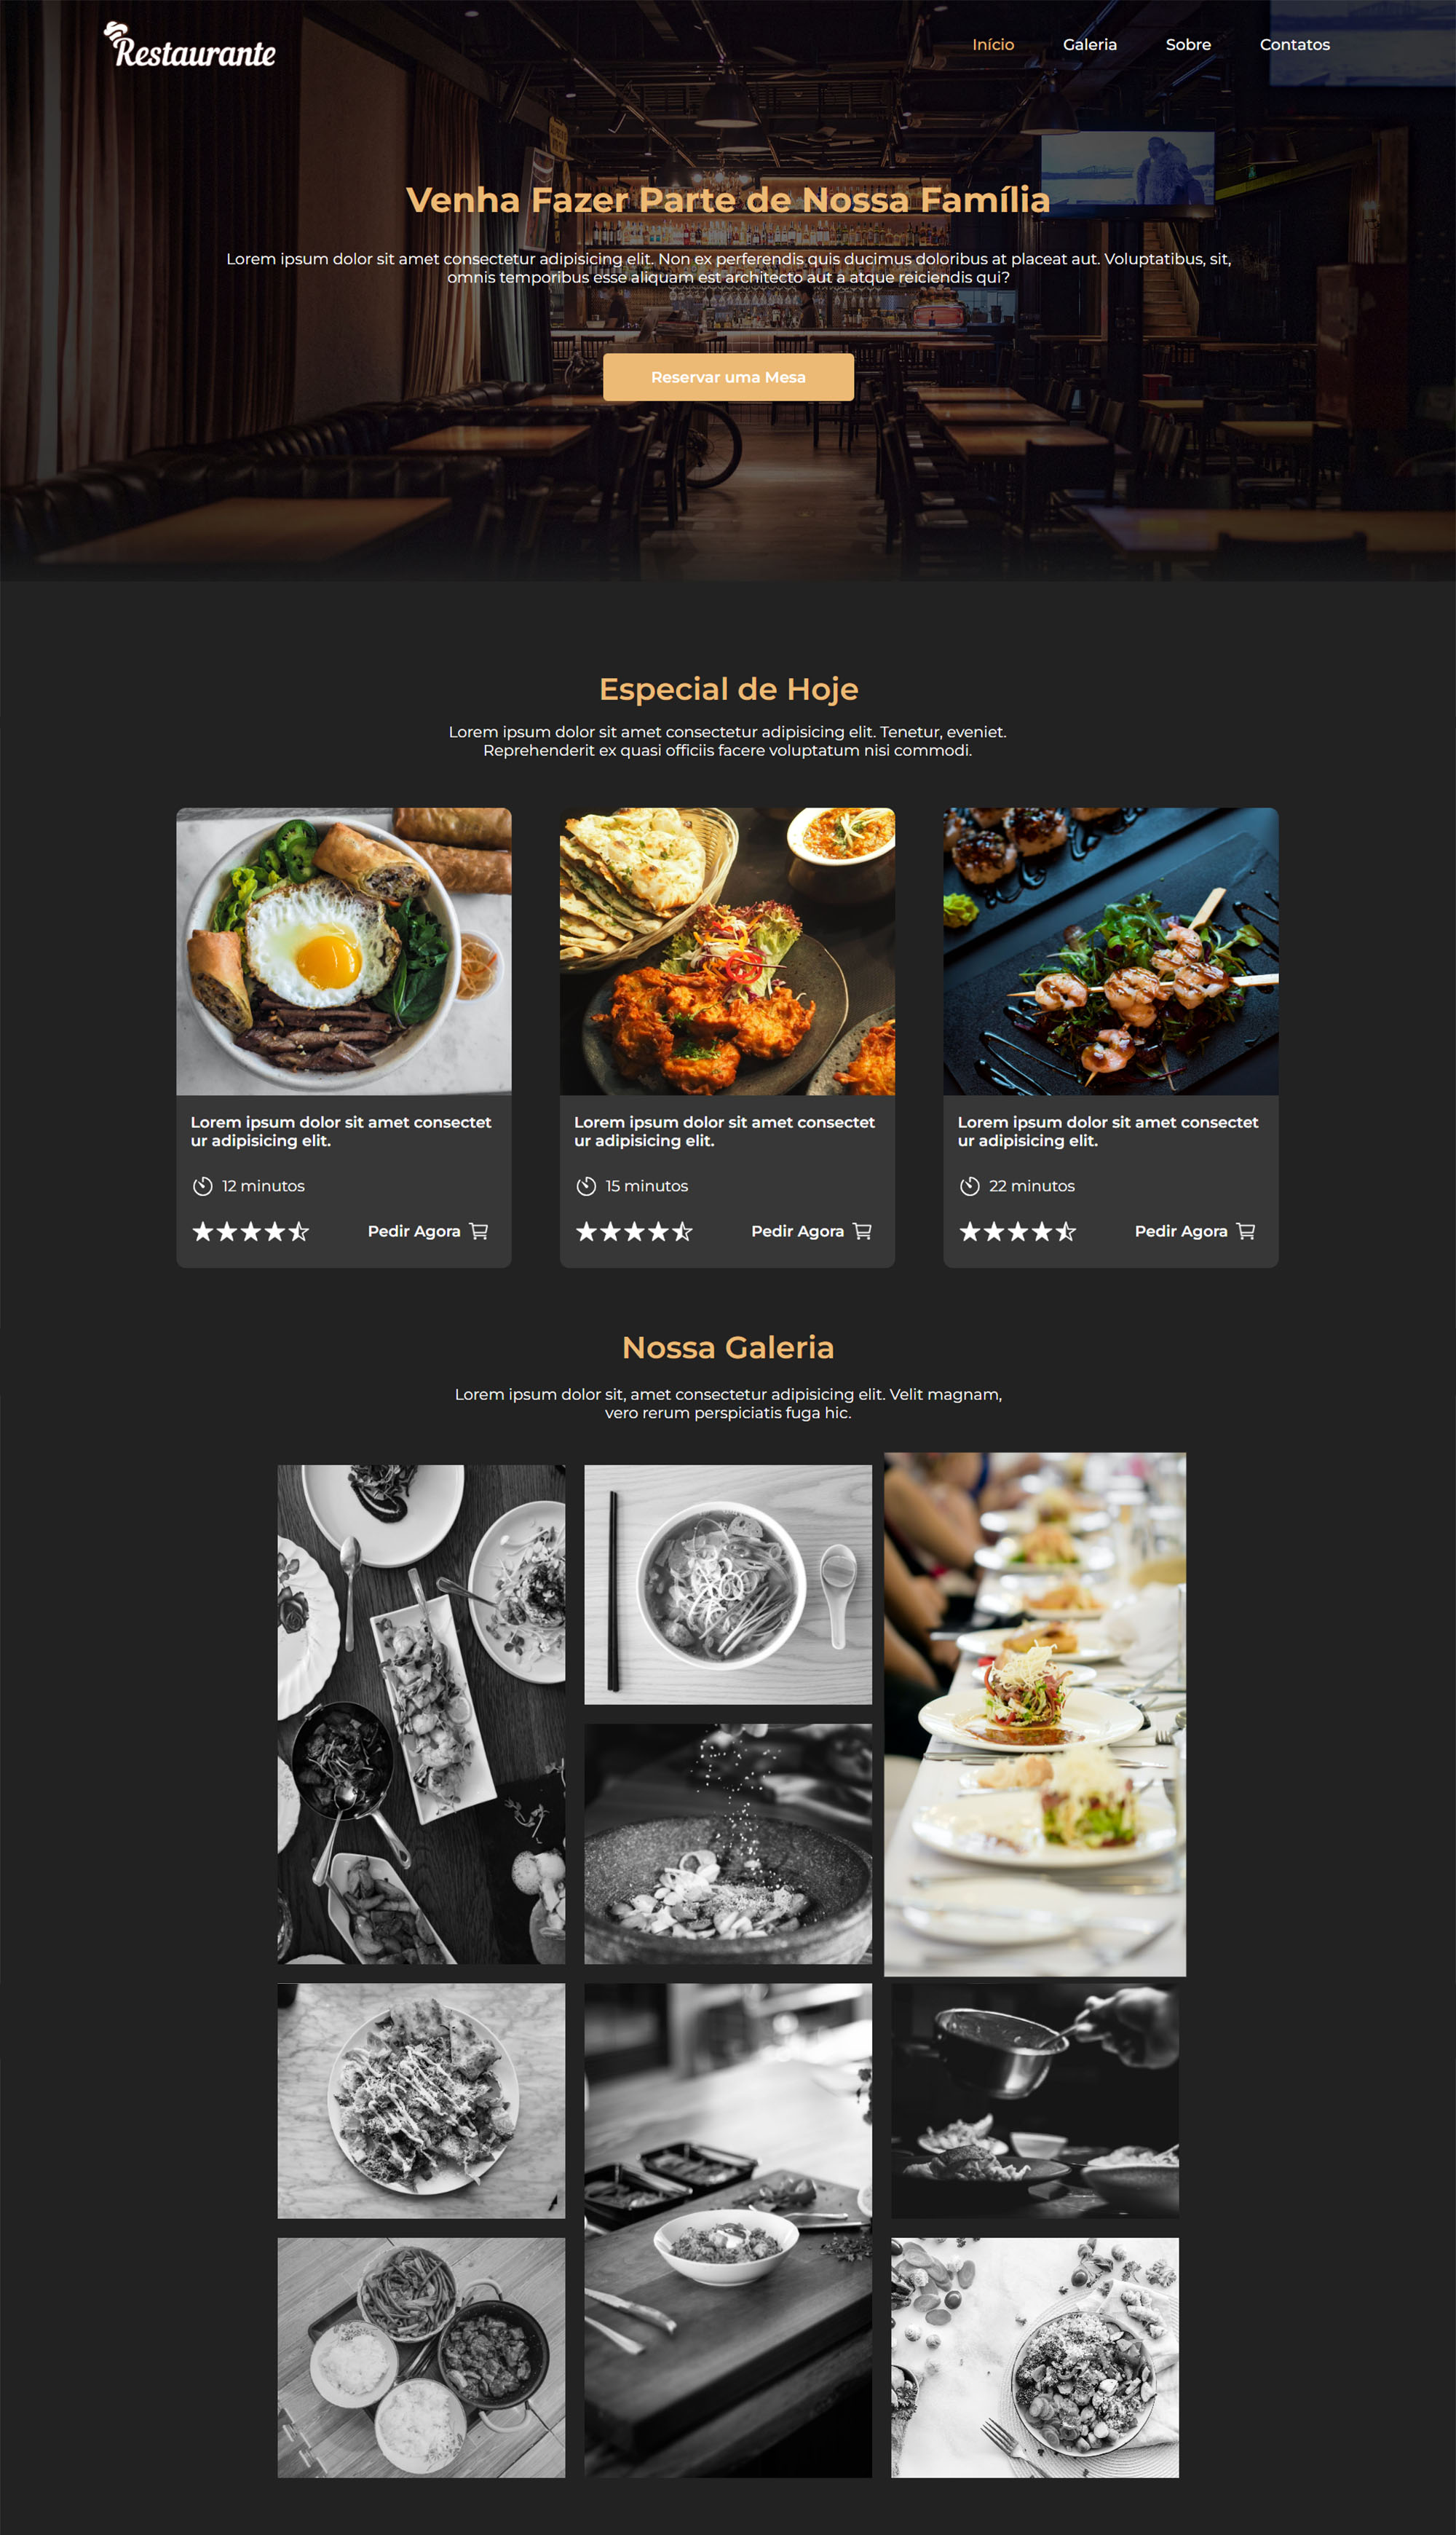 Restaurante
Início Galeria Sobre Contatos
Venha Fazer Parte de Nossa Família
Lorem ipsum dolor sit amet consectetur adipisicing elit. Non ex perferendis quis ducimus doloribus at placeat aut. Voluptatibus, sit,
omnis temporibus esse aliquam est architecto aut a atque reiciendis qui?
Reservar uma Mesa
Especial de Hoje
Lorem ipsum dolor sit amet consectetur adipisicing elit. Tenetur, eveniet.
Reprehenderit ex quasi officiis facere voluptatum nisi commodi.
Lorem ipsum dolor sit amet consectet
ur adipisicing elit.
12 minutos
Pedir Agora
Lorem ipsum dolor sit amet consectet
ur adipisicing elit.
15 minutos
Pedir Agora
Lorem ipsum dolor sit amet consectet
ur adipisicing elit.
22 minutos
Pedir Agora
Nossa Galeria
Lorem ipsum dolor sit, amet consectetur adipisicing elit. Velit magnam,
vero rerum perspiciatis fuga hic.